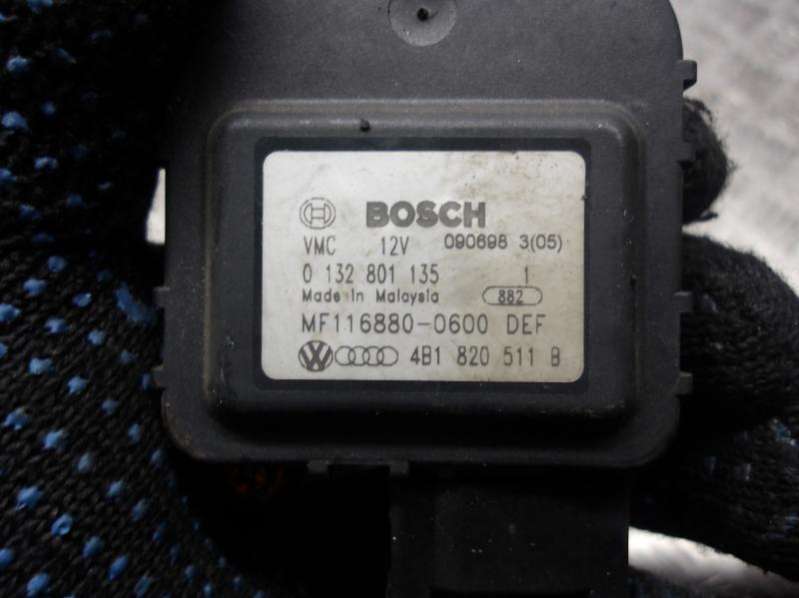 BOSCH
VMC 12V 090698 3(05)
0 132 801 135 1
Made in Malaysia 882
MF116880-0600 DEF
4B1 820 511 B